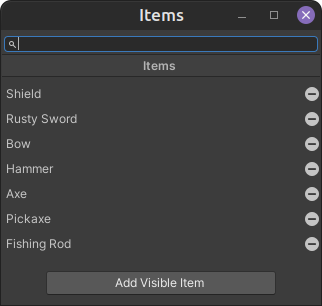 Items
Items
Shield
Rusty Sword
Bow
Hammer
Axe
Pickaxe
Fishing Rod
Add Visible Item